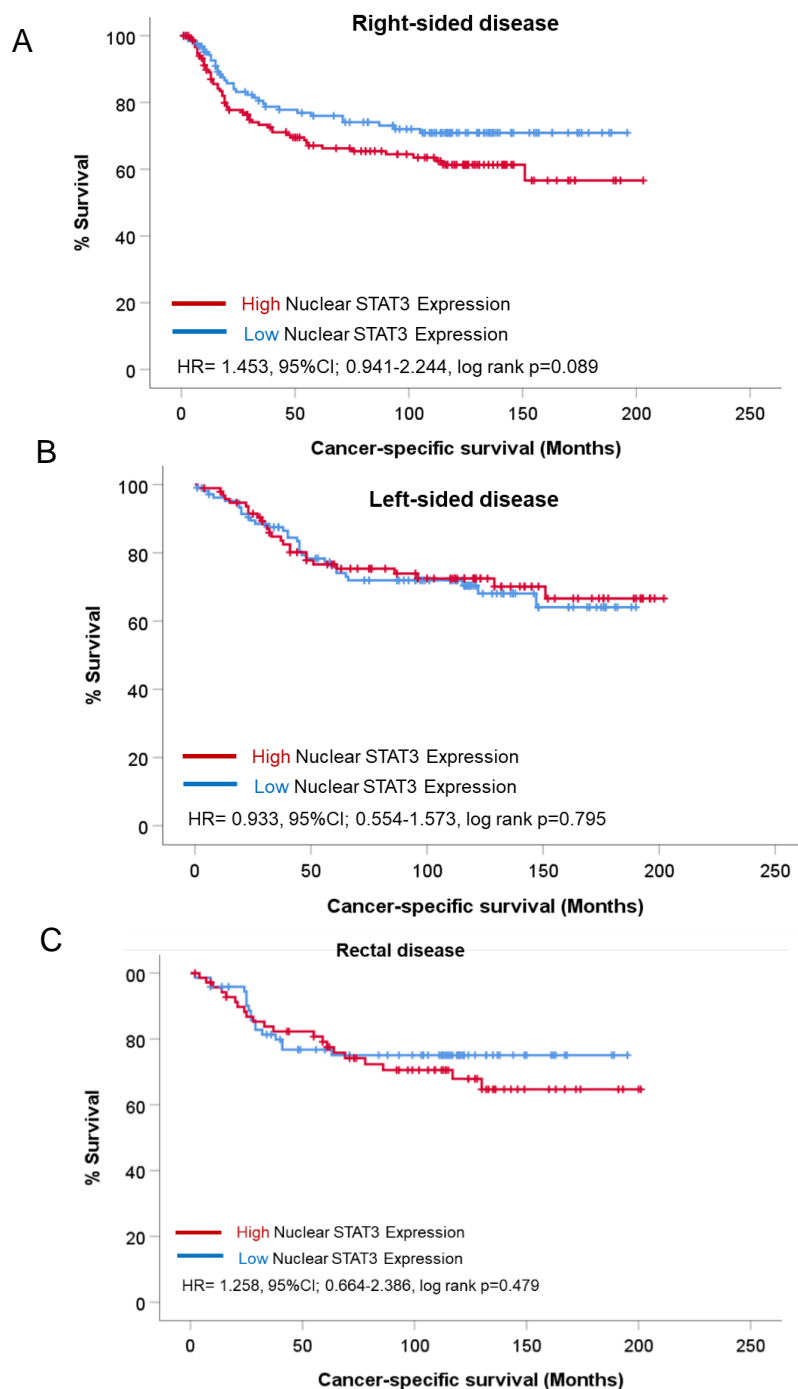 A
Right-sided disease
100
80
60
40
20
0
% Survival
High Nuclear STAT3 Expression
Low Nuclear STAT3 Expression
HR= 1.453, 95%CI; 0.941-2.244, log rank p=0.089
0 50 100 150 200 250
Cancer-specific survival (Months)
B
Left-sided disease
100
80
60
40
20
0
% Survival
High Nuclear STAT3 Expression
Low Nuclear STAT3 Expression
HR= 0.933, 95%CI; 0.554-1.573, log rank p=0.795
0 50 100 150 200 250
Cancer-specific survival (Months)
C
Rectal disease
00
80
60
40
20
0
% Survival
High Nuclear STAT3 Expression
Low Nuclear STAT3 Expression
HR= 1.258, 95%CI; 0.664-2.386, log rank p=0.479
0 50 100 150 200 250
Cancer-specific survival (Months)